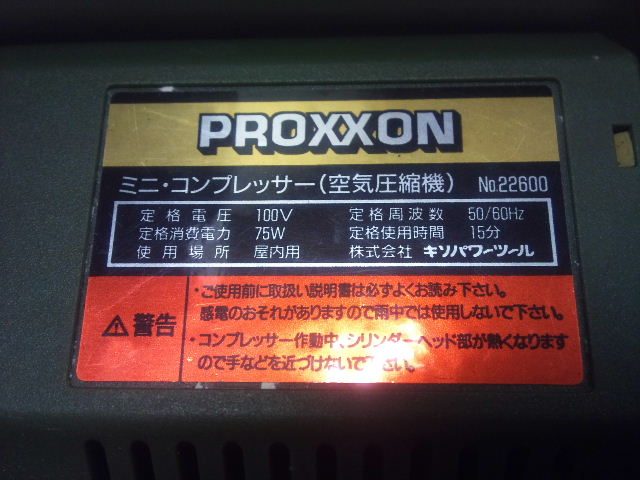 PROXXON
ミニ・コンプレッサー(空気圧縮機) No.22600
定格電圧 100V 定格周波数 50/60Hz
定格消費電力 75W 定格使用時間 15分
使用場所 屋内用 株式会社 キソパワーツール
⚠警告
・ご使用前に取扱い説明書は必ずよくお読み下さい。
感電のおそれがありますので雨中では使用しないで下さい。
・コンプレッサー作動中、シリンダーヘッド部が熱くなります
ので手などを近づけないで下さい。